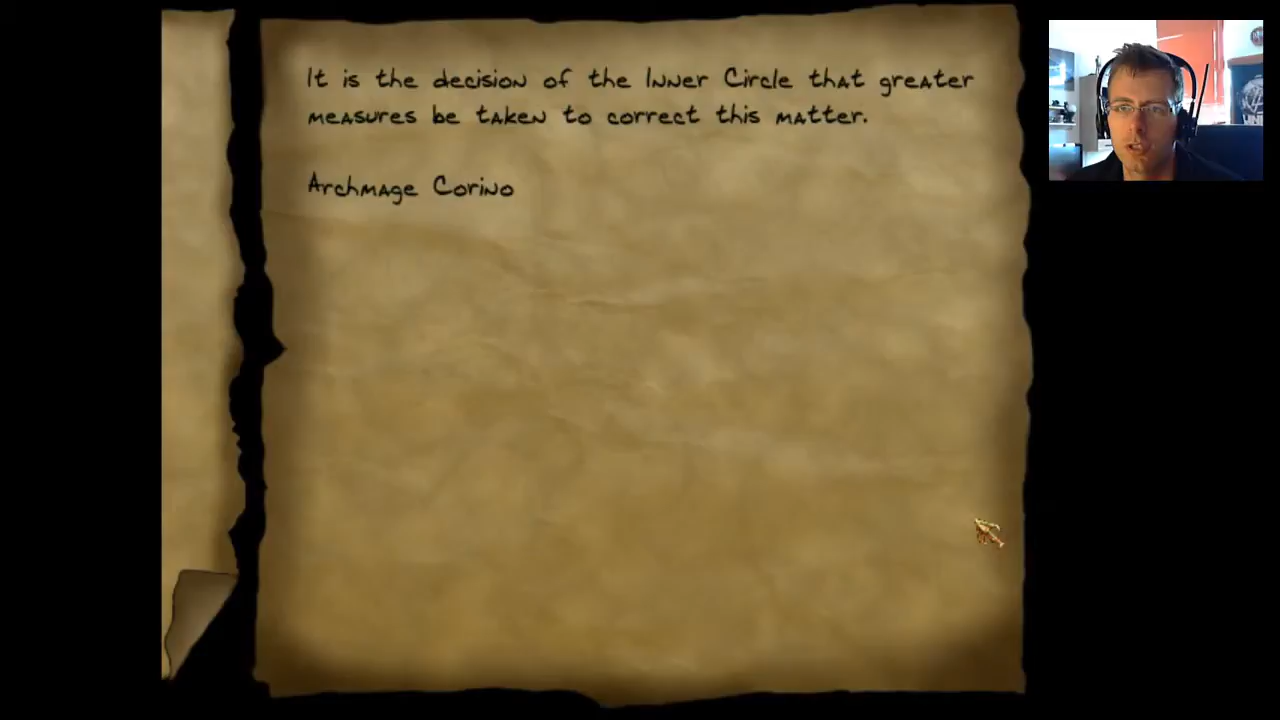 It is the decision of the Inner Circle that greater
measures be taken to correct this matter.
Archmage Corino